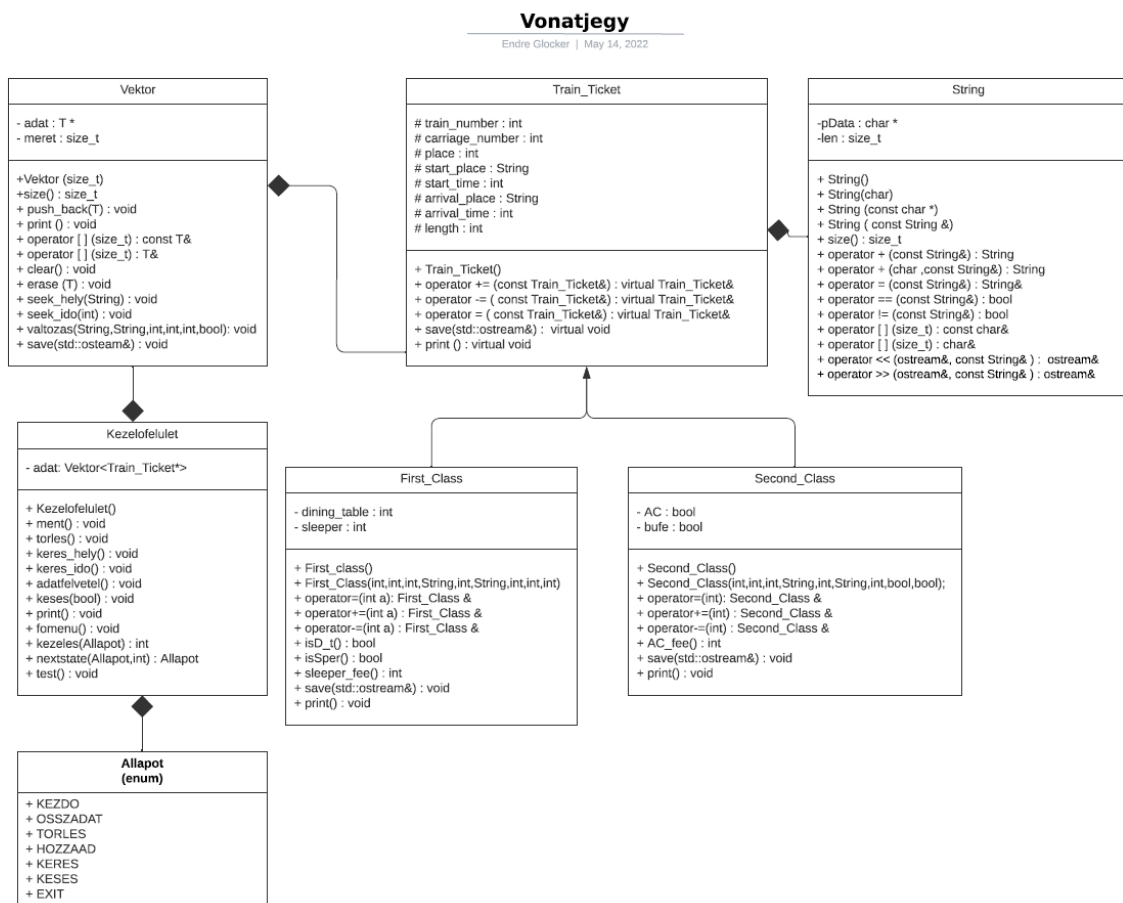 Vonatjegy
Endre Glocker | May 14, 2022
Vektor
- adat : T *
- meret : size_t
+Vektor (size_t)
+size() : size_t
+ push_back(T) : void
+ print () : void
+ operator [ ] (size_t) : const T&
+ operator [ ] (size_t) : T&
+ clear() : void
+ erase (T) : void
+ seek_hely(String) : void
+ seek_ido(int) : void
+ valtozas(String,String,int,int,int,bool): void
+ save(std::osteam&) : void
Train_Ticket
# train_number : int
# carriage_number : int
# place : int
# start_place : String
# start_time : int
# arrival_place : String
# arrival_time : int
# length : int
+ Train_Ticket()
+ operator += (const Train_Ticket&) : virtual Train_Ticket&
+ operator -= ( const Train_Ticket&) : virtual Train_Ticket&
+ operator = ( const Train_Ticket&) : virtual Train_Ticket&
+ save(std::ostream&) : virtual void
+ print () : virtual void
String
-pData : char *
-len : size_t
+ String()
+ String(char)
+ String (const char *)
+ String ( const String &)
+ size() : size_t
+ operator + (const String&) : String
+ operator + (char ,const String&) : String
+ operator = (const String&) : String&
+ operator == (const String&) : bool
+ operator != (const String&) : bool
+ operator [ ] (size_t) : const char&
+ operator [ ] (size_t) : char&
+ operator << (ostream&, const String& ) : ostream&
+ operator >> (ostream&, const String& ) : ostream&
Kezelofelulet
- adat: Vektor<Train_Ticket*>
+ Kezelofelulet()
+ ment() : void
+ torles() : void
+ keres_hely() : void
+ keres_ido() : void
+ adatfelvetel() : void
+ keses(bool) : void
+ print() : void
+ fomenu() : void
+ kezeles(Allapot) : int
+ nextstate(Allapot,int) : Allapot
+ test() : void
First_Class
- dining_table : int
- sleeper : int
+ First_class()
+ First_Class(int,int,int,String,int,String,int,int,int)
+ operator=(int a): First_Class &
+ operator+=(int a) : First_Class &
+ operator-=(int a) : First_Class &
+ isD_t() : bool
+ isSper() : bool
+ sleeper_fee() : int
+ save(std::ostream&) : void
+ print() : void
Second_Class
- AC : bool
- bufe : bool
+ Second_Class()
+ Second_Class(int,int,int,String,int,String,int,bool,bool);
+ operator=(int): Second_Class &
+ operator+=(int) : Second_Class &
+ operator-=(int) : Second_Class &
+ AC_fee() : int
+ save(std::ostream&) : void
+ print() : void
Allapot
(enum)
+ KEZDO
+ OSSZADAT
+ TORLES
+ HOZZAAD
+ KERES
+ KESES
+ EXIT